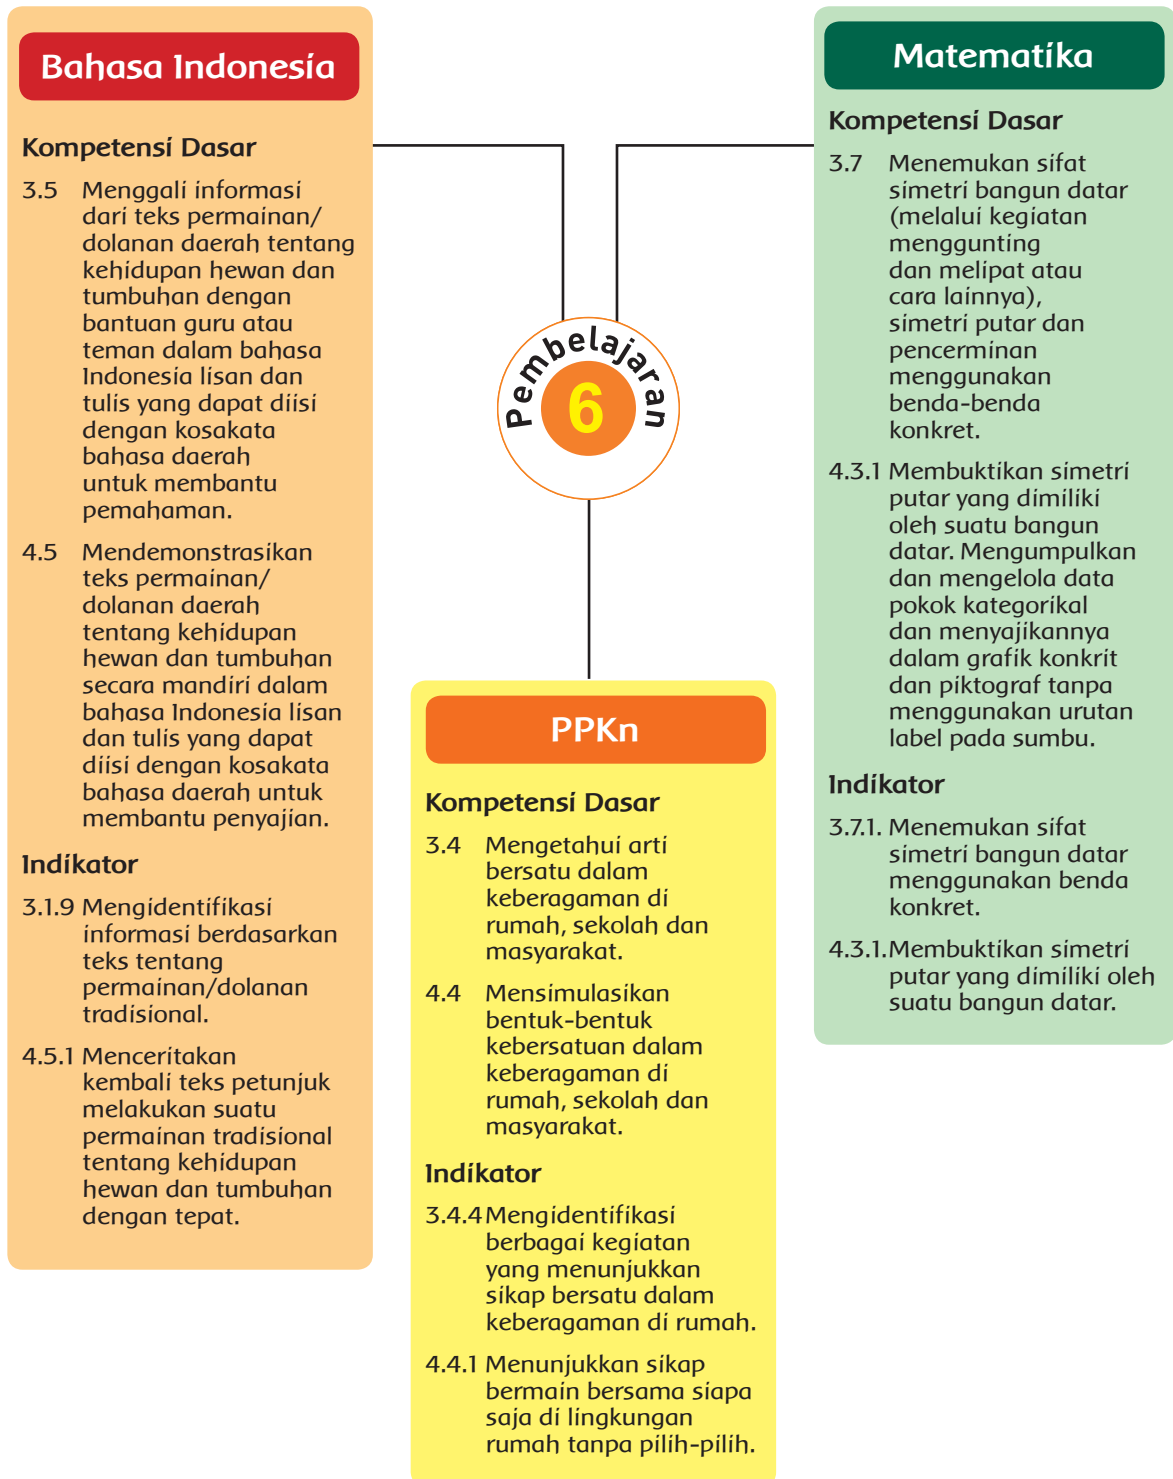 Bahasa Indonesia
Kompetensi Dasar
3.5 Menggali informasi
dari teks permainan/
dolanan daerah tentang
kehidupan hewan dan
tumbuhan dengan
bantuan guru atau
teman dalam bahasa
Indonesia lisan dan
tulis yang dapat diisi
dengan kosakata
bahasa daerah
untuk membantu
pemahaman.
4.5 Mendemonstrasikan
teks permainan/
dolanan daerah
tentang kehidupan
hewan dan tumbuhan
secara mandiri dalam
bahasa Indonesia lisan
dan tulis yang dapat
diisi dengan kosakata
bahasa daerah untuk
membantu penyajian.
Indikator
3.1.9 Mengidentifikasi
informasi berdasarkan
teks tentang
permainan/dolanan
tradisional.
4.5.1 Menceritakan
kembali teks petunjuk
melakukan suatu
permainan tradisional
tentang kehidupan
hewan dan tumbuhan
dengan tepat.
Pembelajaran
6
PPKn
Kompetensi Dasar
3.4 Mengetahui arti
bersatu dalam
keberagaman di
rumah, sekolah dan
masyarakat.
4.4 Mensimulasikan
bentuk-bentuk
kebersatuan dalam
keberagaman di
rumah, sekolah dan
masyarakat.
Indikator
3.4.4 Mengidentifikasi
berbagai kegiatan
yang menunjukkan
sikap bersatu dalam
keberagaman di rumah.
4.4.1 Menunjukkan sikap
bermain bersama siapa
saja di lingkungan
rumah tanpa pilih-pilih.
Matematika
Kompetensi Dasar
3.7 Menemukan sifat
simetri bangun datar
(melalui kegiatan
menggunting
dan melipat atau
cara lainnya),
simetri putar dan
pencerminan
menggunakan
benda-benda
konkret.
4.3.1 Membuktikan simetri
putar yang dimiliki
oleh suatu bangun
datar. Mengumpulkan
dan mengelola data
pokok kategorikal
dan menyajikannya
dalam grafik konkrit
dan piktograf tanpa
menggunakan urutan
label pada sumbu.
Indikator
3.7.1. Menemukan sifat
simetri bangun datar
menggunakan benda
konkret.
4.3.1. Membuktikan simetri
putar yang dimiliki oleh
suatu bangun datar.